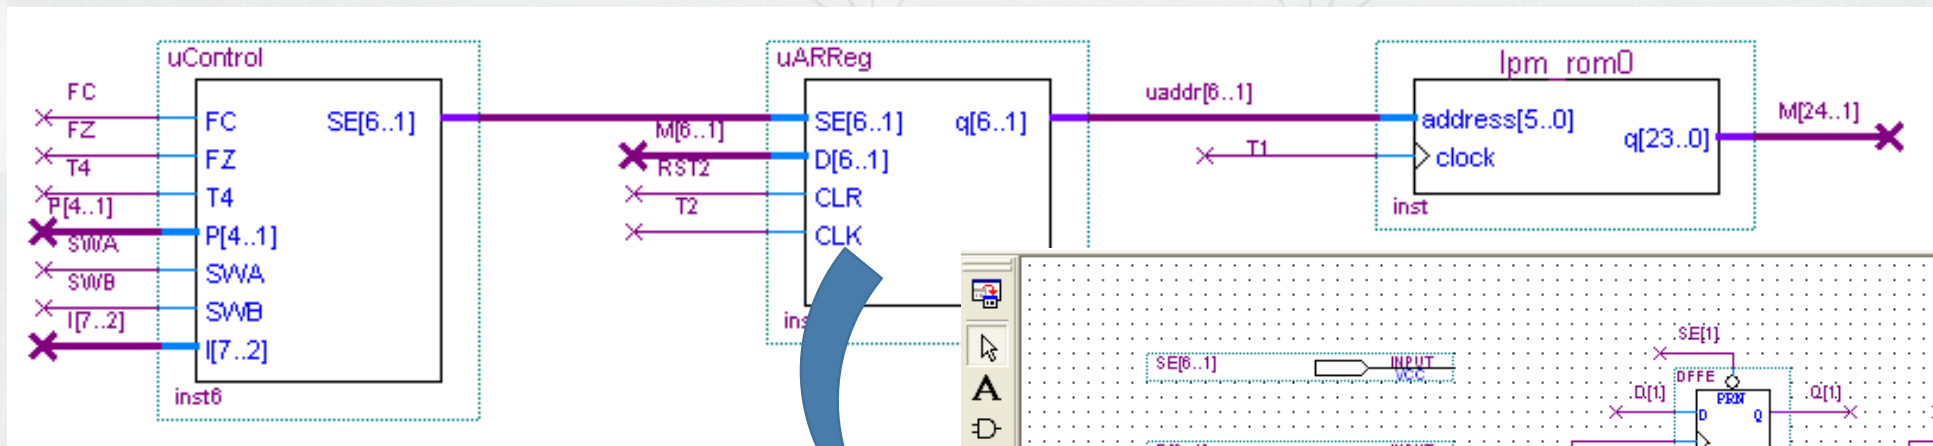 uControl
FC
FZ
T4
P[4..1]
SWA
SWB
I[7..2]
FC
FZ
T4
P[4..1]
SWA
SWB
I[7..2]
SE[6..1]
inst6
uARReg
M[6..1]
RST2
T2
SE[6..1]
D[6..1]
CLR
CLK
q[6..1]
uaddr[6..1]
T1
lpm_rom0
address[5..0]
clock
q[23..0]
inst
M[24..1]
SE[6..1]
INPUT
VCC
SE[1]
DFFE
PRN
D[1]
D
Q
Q[1]
A